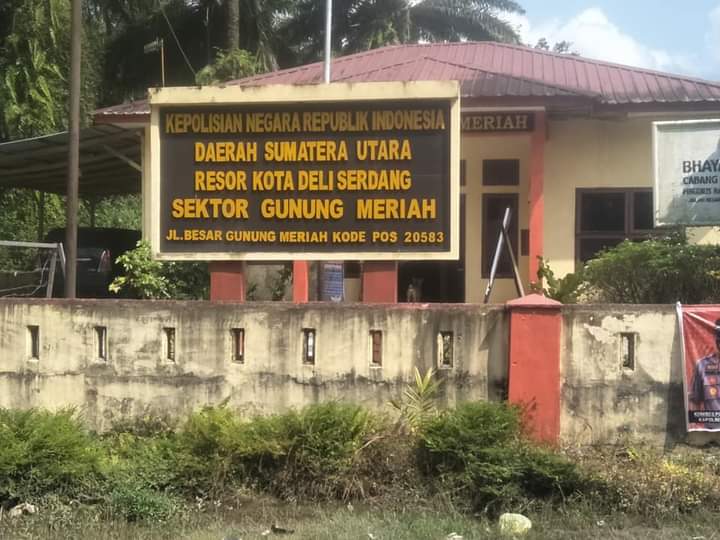 KEPOLISIAN NEGARA REPUBLIK INDONESIA
DAERAH SUMATERA UTARA
RESOR KOTA DELI SERDANG
SEKTOR GUNUNG MERIAH
JL.BESAR GUNUNG MERIAH KODE POS 20583
MERIAH
CABANG